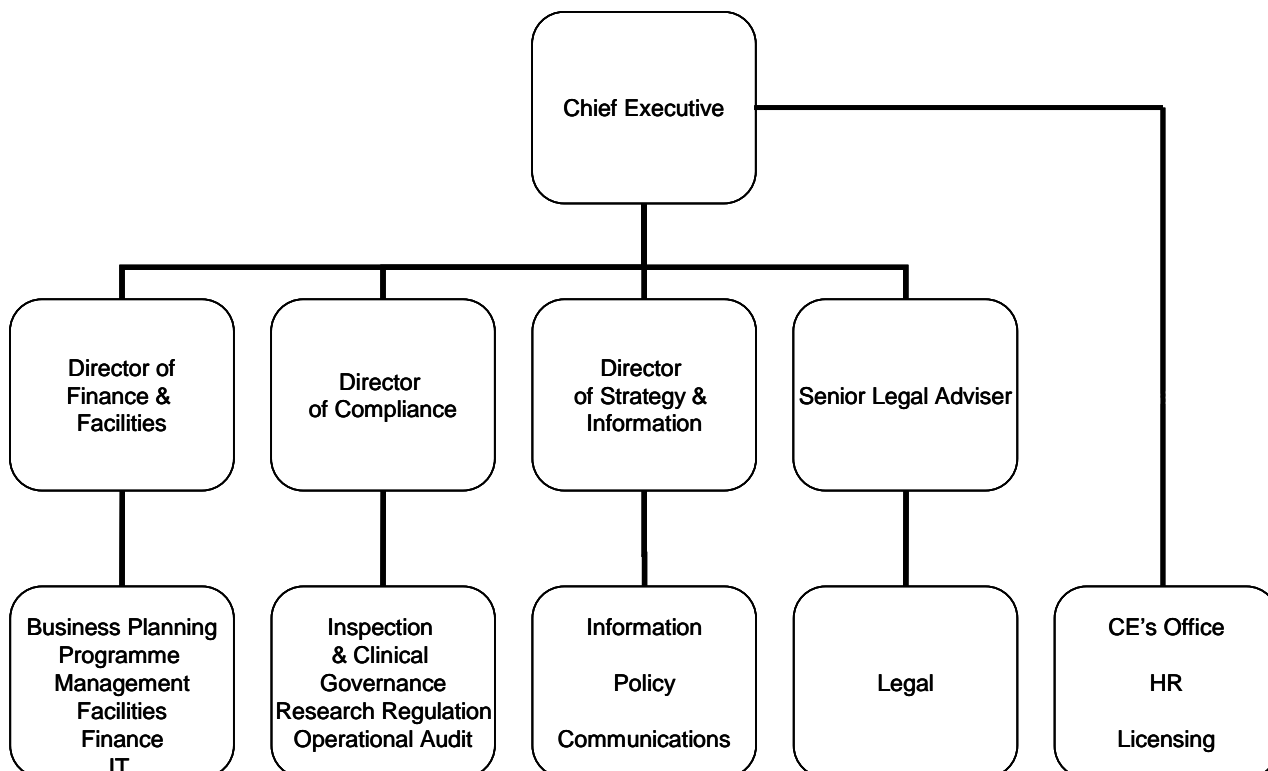 Chief Executive
Director of
Finance &
Facilities
Director
of Compliance
Director
of Strategy &
Information
Senior Legal Adviser
Business Planning
Programme
Management
Facilities
Finance
IT
Inspection
& Clinical
Governance
Research Regulation
Operational Audit
Information
Policy
Communications
Legal
CE's Office
HR
Licensing